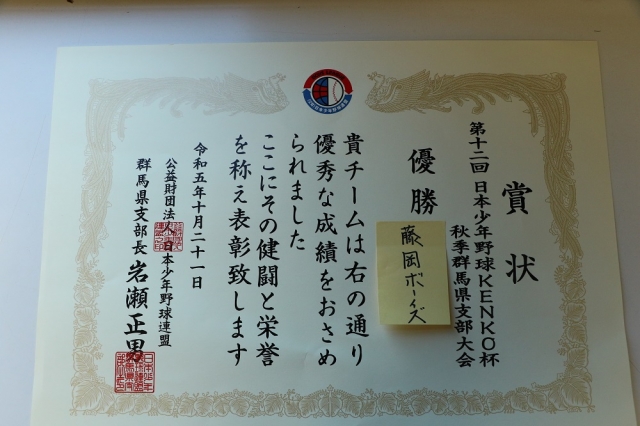 賞状
第十二回 日本少年野球KENKO杯
秋季群馬県支部大会
優勝
藤岡ボーイズ
貴チームは右の通り
優秀な成績をおさめ
られました
ここにその健闘と栄誉
を称え表彰致します
令和五年十月二十一日
公益財団法人日本少年野球連盟
群馬県支部長 岩瀬正男